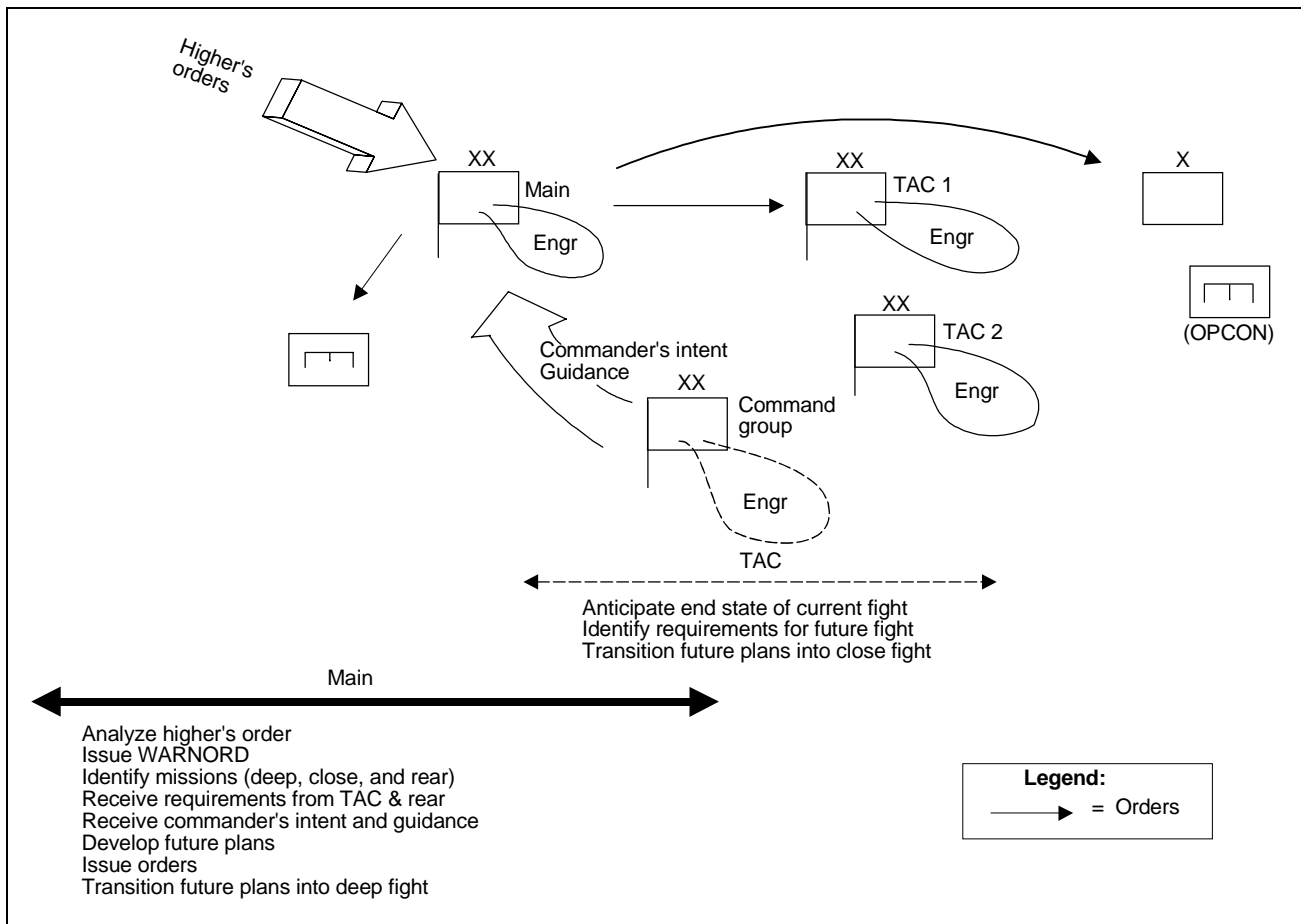 Higher's
orders
XX
Main
Engr
XX
TAC 1
Engr
X
(OPCON)
XX
TAC 2
Engr
Commander's intent
Guidance
XX
Command
group
Engr
TAC
Anticipate end state of current fight
Identify requirements for future fight
Transition future plans into close fight
Main
Analyze higher's order
Issue WARNORD
Identify missions (deep, close, and rear)
Receive requirements from TAC & rear
Receive commander's intent and guidance
Develop future plans
Issue orders
Transition future plans into deep fight
Legend:
= Orders